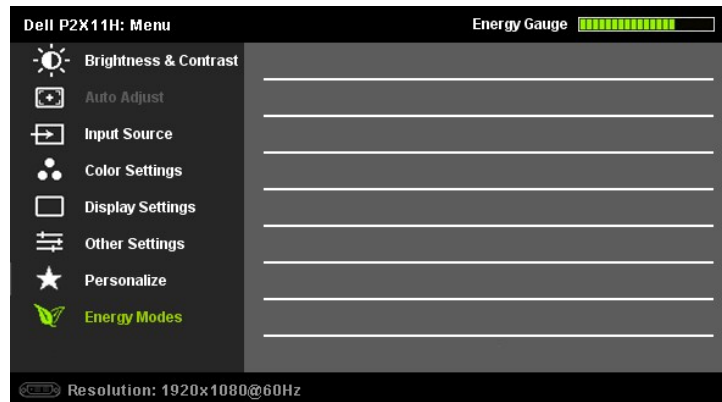 Dell P2X11H: Menu
Energy Gauge
Brightness & Contrast
Auto Adjust
Input Source
Color Settings
Display Settings
Other Settings
Personalize
Energy Modes
Resolution: 1920x1080@60Hz